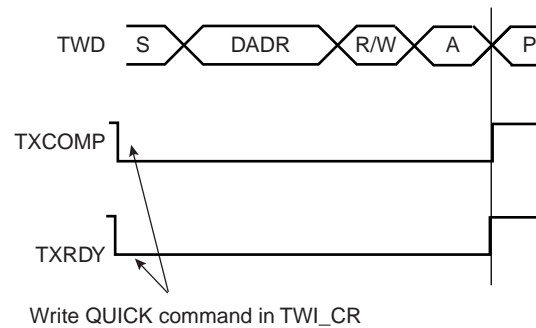 TWD S DADR R/W A P
TXCOMP
TXRDY
Write QUICK command in TWI_CR